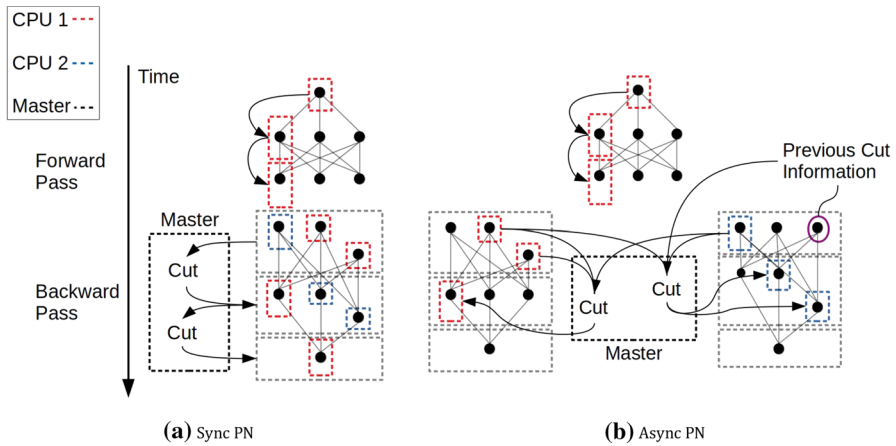 CPU 1
CPU 2
Master
Time
Forward
Pass
Previous Cut
Information
Master
Cut
Backward
Pass
Cut
Cut
Cut
Master
(a) Sync PN
(b) Async PN